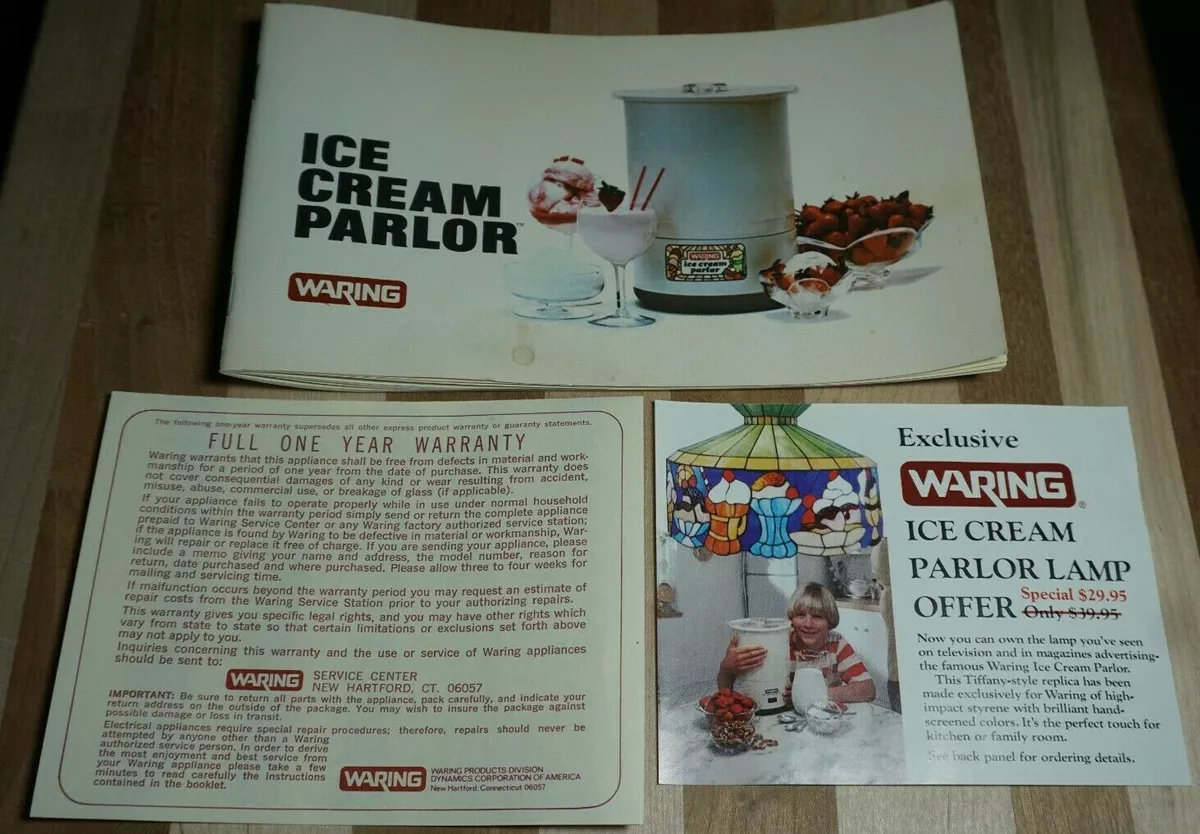 ICE
CREAM
PARLOR™
WARING
WARING
ice cream
parlor
The following one-year warranty supersedes all other express product warranty or guaranty statements.
FULL ONE YEAR WARRANTY
Waring warrants that this appliance shall be free from defects in material and work-
manship for a period of one year from the date of purchase. This warranty does
not cover consequential damages of any kind or wear resulting from accident,
misuse, abuse, commercial use, or breakage of glass (if applicable).
If your appliance fails to operate properly while in use under normal household
conditions within the warranty period simply send or return the complete appliance
prepaid to Waring Service Center or any Waring factory authorized service station;
if the appliance is found by Waring to be defective in material or workmanship, War-
ing will repair or replace it free of charge. If you are sending your appliance, please
include a memo giving your name and address, the model number, reason for
return, date purchased and where purchased. Please allow three to four weeks for
mailing and servicing time.
If malfunction occurs beyond the warranty period you may request an estimate of
repair costs from the Waring Service Station prior to your authorizing repairs.
This warranty gives you specific legal rights, and you may have other rights which
vary from state to state so that certain limitations or exclusions set forth above
may not apply to you.
Inquiries concerning this warranty and the use or service of Waring appliances
should be sent to:
WARING SERVICE CENTER
NEW HARTFORD, CT. 06057
IMPORTANT: Be sure to return all parts with the appliance, pack carefully, and indicate your
return address on the outside of the package. You may wish to insure the package against
possible damage or loss in transit.
Electrical appliances require special repair procedures; therefore, repairs should never be
attempted by anyone other than a Waring
authorized service person. In order to derive
the most enjoyment and best service from
your Waring appliance please take a few
minutes to read carefully the instructions
contained in the booklet.
WARING WARING PRODUCTS DIVISION
DYNAMICS CORPORATION OF AMERICA
New Hartford, Connecticut 06057
Exclusive
WARING®
ICE CREAM
PARLOR LAMP
OFFER Special $29.95
Only $39.95
Now you can own the lamp you've seen
on television and in magazines advertising-
the famous Waring Ice Cream Parlor.
This Tiffany-style replica has been
made exclusively for Waring of high-
impact styrene with brilliant hand-
screened colors. It's the perfect touch for
kitchen or family room.
See back panel for ordering details.